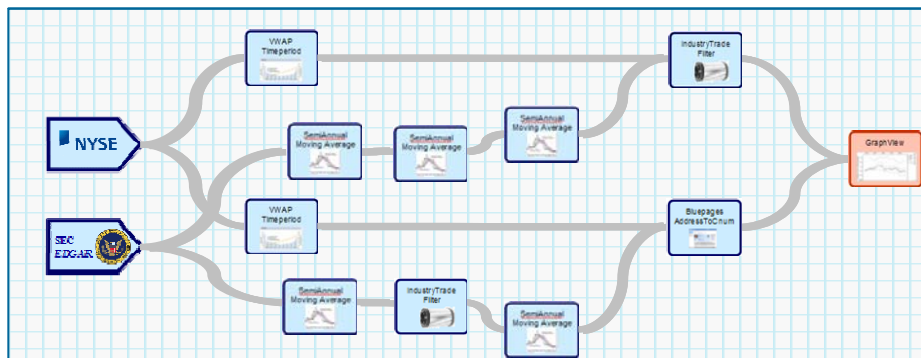 VWAP
Timeperiod
IndustryTrade
Filter
NYSE
SemiAnnual
Moving Average
SemiAnnual
Moving Average
SemiAnnual
Moving Average
GraphView
SEC
EDGAR
VWAP
Timeperiod
Bluepages
AddressToCnum
SemiAnnual
Moving Average
IndustryTrade
Filter
SemiAnnual
Moving Average